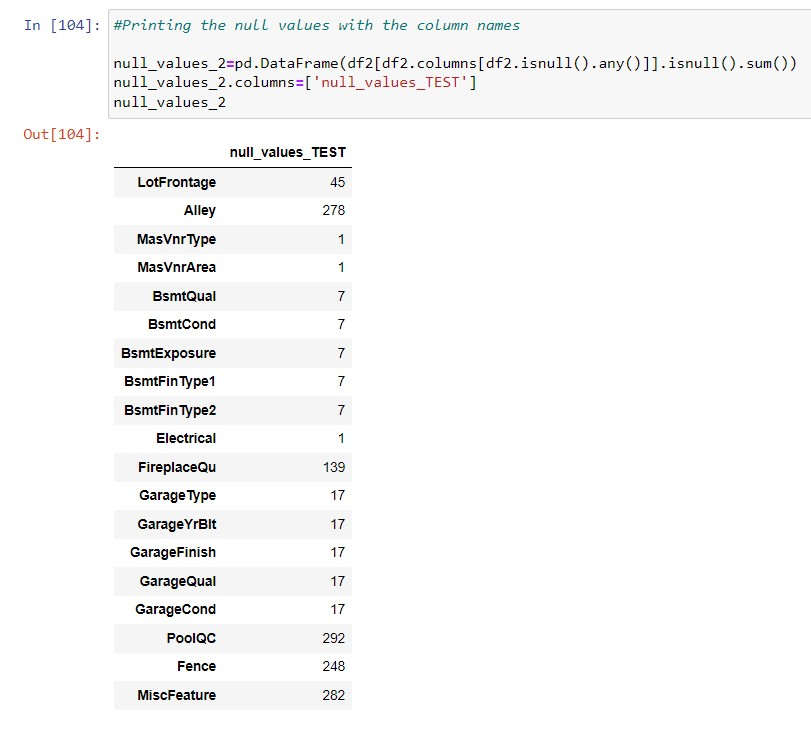 In [104]: #Printing the null values with the column names
null_values_2=pd.DataFrame(df2[df2.columns[df2.isnull().any()]].isnull().sum())
null_values_2.columns=['null_values_TEST']
null_values_2
Out[104]:
null_values_TEST
LotFrontage 45
Alley 278
MasVnrType 1
MasVnrArea 1
BsmtQual 7
BsmtCond 7
BsmtExposure 7
BsmtFinType1 7
BsmtFinType2 7
Electrical 1
FireplaceQu 139
GarageType 17
GarageYrBlt 17
GarageFinish 17
GarageQual 17
GarageCond 17
PoolQC 292
Fence 248
MiscFeature 282